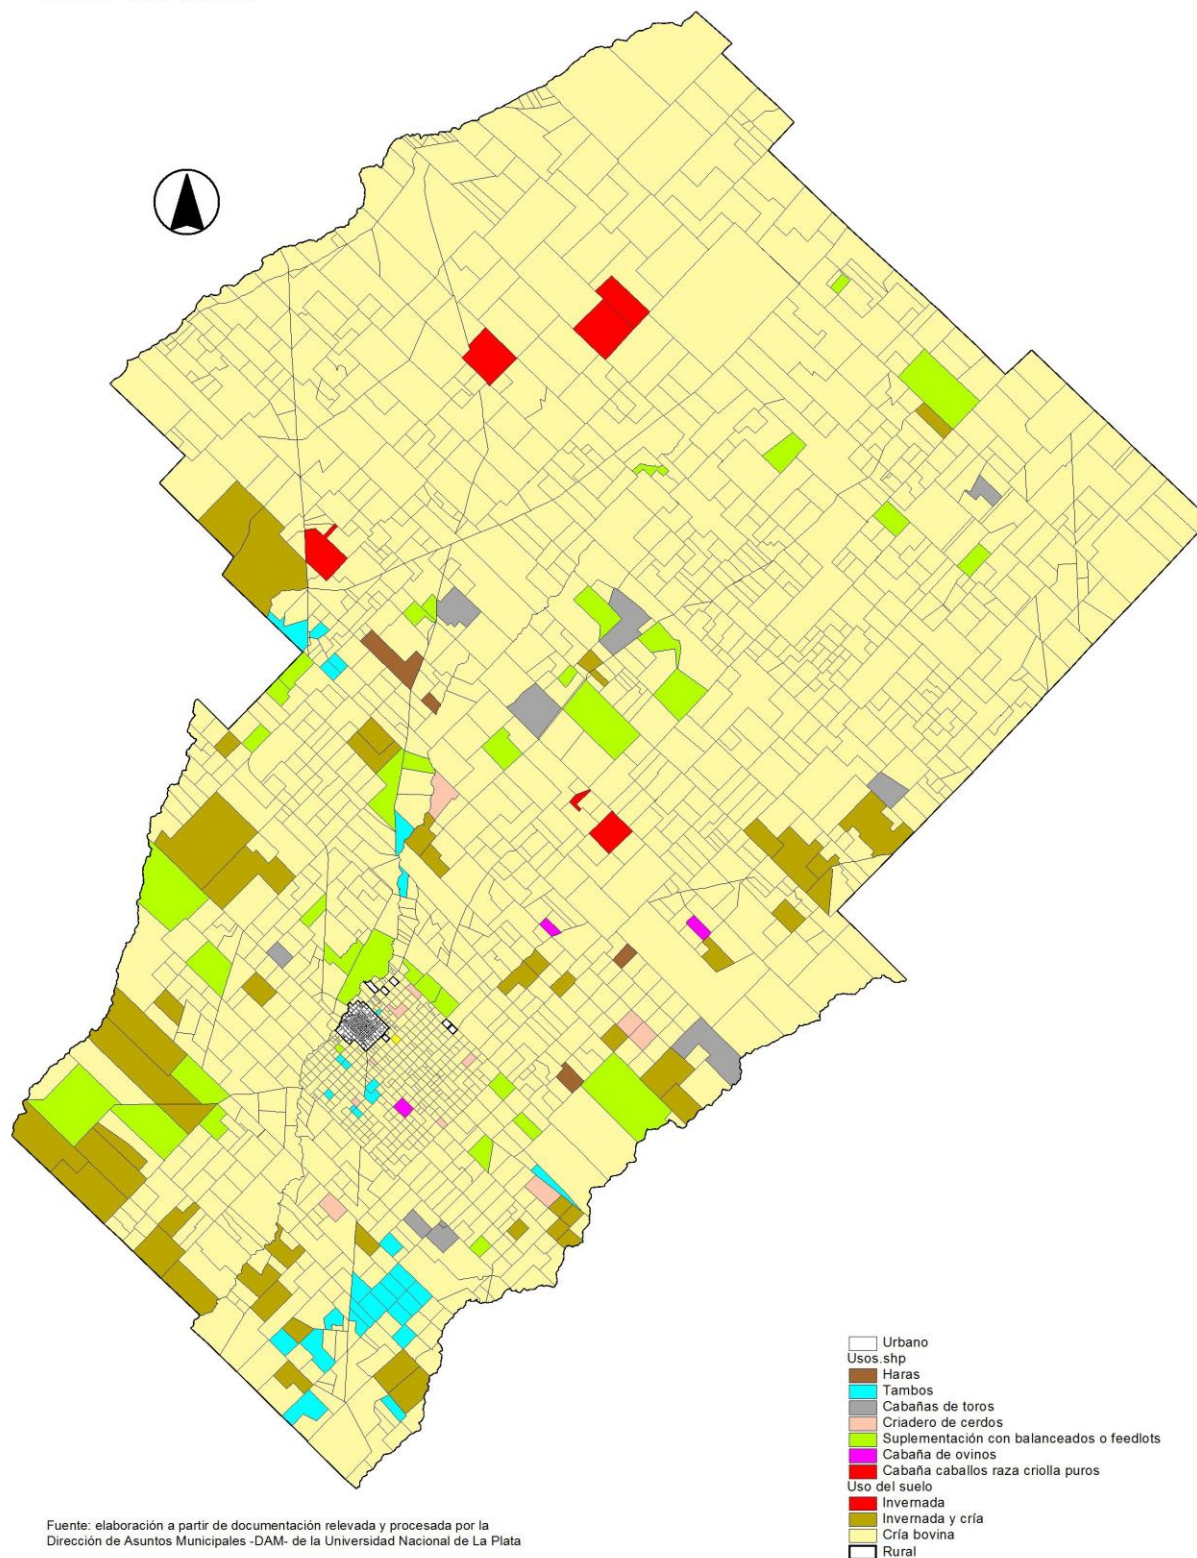 Urbano
Usos.shp
Haras
Tambos
Cabañas de toros
Criadero de cerdos
Suplementación con balanceados o feedlots
Cabaña de ovinos
Cabaña caballos raza criolla puros
Uso del suelo
Invernada
Invernada y cría
Cría bovina
Rural
Fuente: elaboración a partir de documentación relevada y procesada por la
Dirección de Asuntos Municipales -DAM- de la Universidad Nacional de La Plata